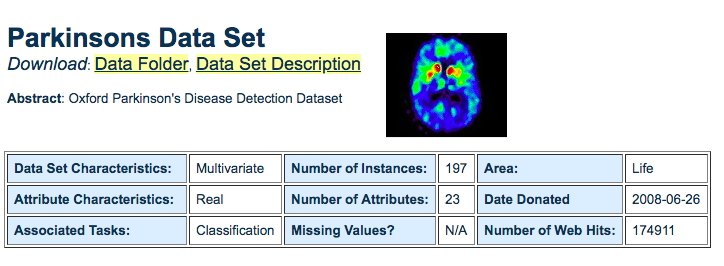 Parkinsons Data Set
Download: Data Folder, Data Set Description
Abstract: Oxford Parkinson's Disease Detection Dataset
Data Set Characteristics: Multivariate Number of Instances: 197 Area: Life
Attribute Characteristics: Real Number of Attributes: 23 Date Donated 2008-06-26
Associated Tasks: Classification Missing Values? N/A Number of Web Hits: 174911